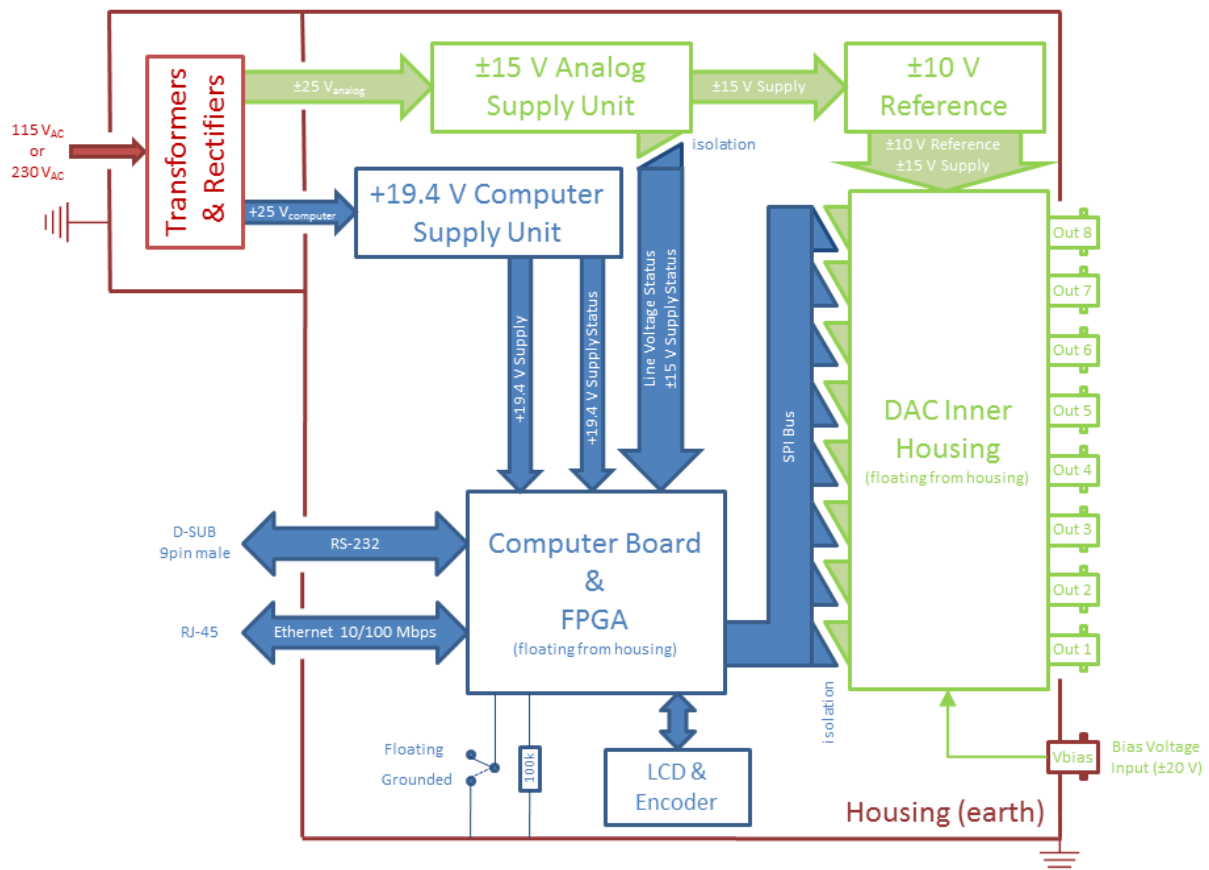 115 VAC
or
230 VAC
Transformers
& Rectifiers
±25 Vanalog
+25 Vcomputer
±15 V Analog
Supply Unit
±15 V Supply
±10 V
Reference
±10 V Reference
±15 V Supply
isolation
+19.4 V Computer
Supply Unit
+19.4 V Supply
+19.4 V Supply Status
Line Voltage Status
±15 V Supply Status
SPI Bus
isolation
DAC Inner
Housing
(floating from housing)
Out 8
Out 7
Out 6
Out 5
Out 4
Out 3
Out 2
Out 1
D-SUB
9pin male
RS-232
RJ-45
Ethernet 10/100 Mbps
Computer Board
&
FPGA
(floating from housing)
Floating
Grounded
100k
LCD &
Encoder
Vbias
Bias Voltage
Input (±20 V)
Housing (earth)